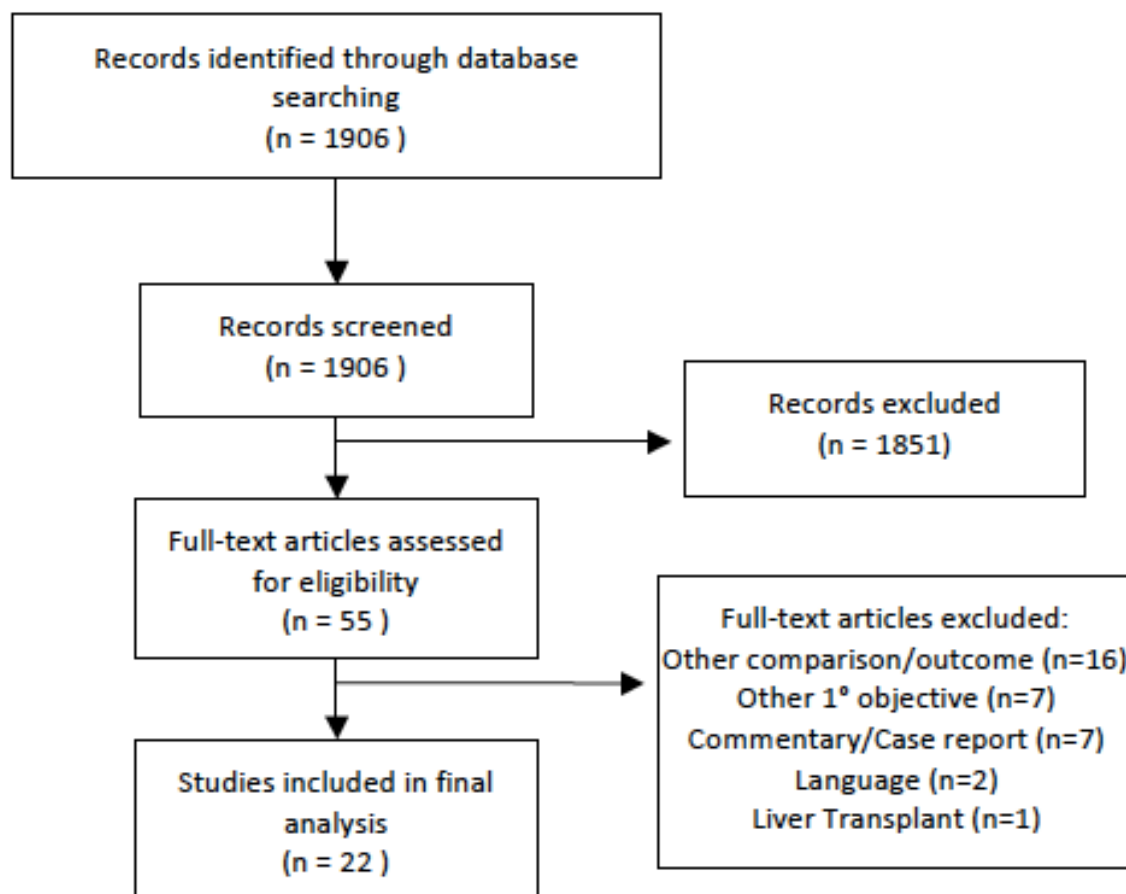 Records identified through database
searching
(n = 1906 )
Records screened
(n = 1906 )
Records excluded
(n = 1851)
Full-text articles assessed
for eligibility
(n = 55 )
Full-text articles excluded:
Other comparison/outcome (n=16)
Other 1° objective (n=7)
Commentary/Case report (n=7)
Language (n=2)
Liver Transplant (n=1)
Studies included in final
analysis
(n = 22 )